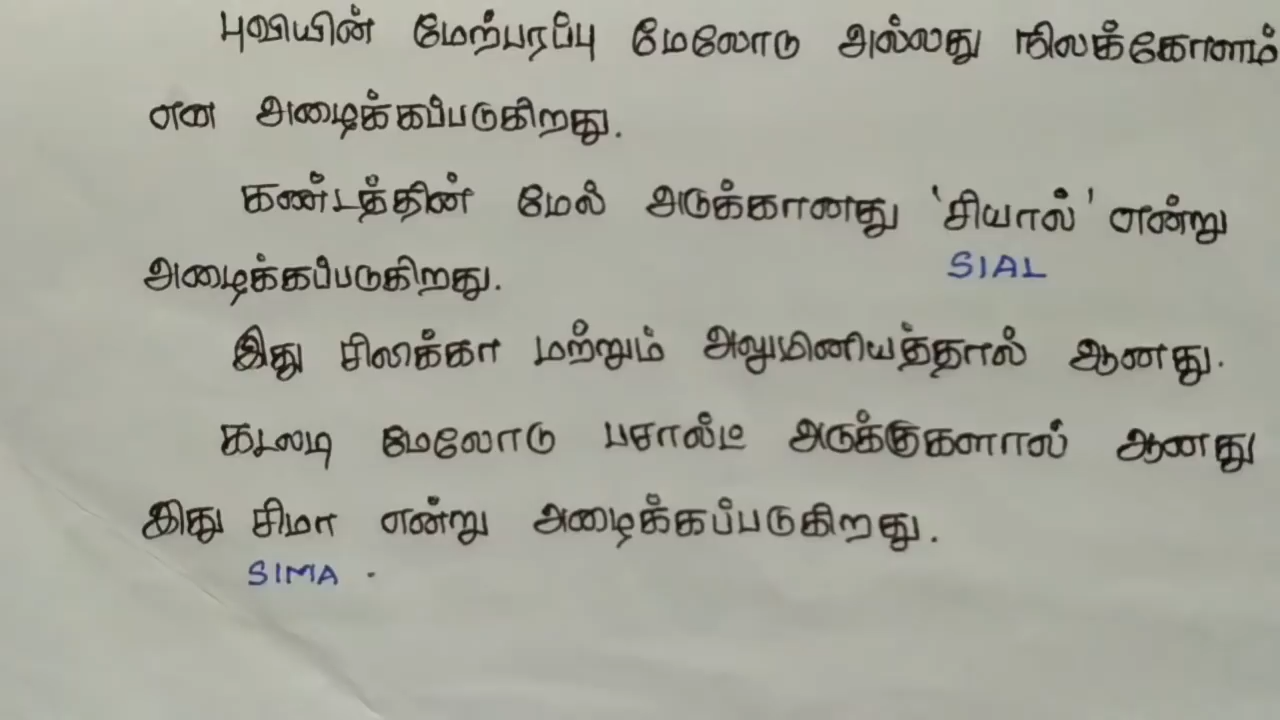 புவியின் மேற்பரப்பு மேலோடு அல்லது நிலக்கோளம்
என அழைக்கப்படுகிறது.
கண்டத்தின் மேல் அடுக்கானது 'சியால்' என்று
SIAL
அழைக்கப்படுகிறது.
இது சிலிக்கா மற்றும் அலுமினியத்தால் ஆனது.
கடலடி மேலோடு பசால்ட் அடுக்குகளால் ஆனது
இது சிமா என்று அழைக்கப்படுகிறது.
SIMA